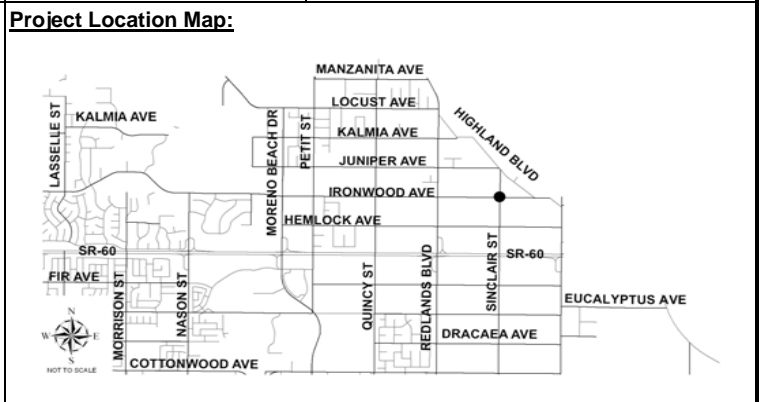 Project Location Map:
MANZANITA AVE
LOCUST AVE
KALMIA AVE
KALMIA AVE
HIGHLAND BLVD
LASSELLE ST
MORENO BEACH DR
PETIT ST
JUNIPER AVE
IRONWOOD AVE
HEMLOCK AVE
SR-60
SR-60
FIR AVE
MORRISON ST
NASON ST
QUINCY ST
REDLANDS BLVD
SINCLAIR ST
EUCALYPTUS AVE
DRACAEA AVE
COTTONWOOD AVE
N
W
E
S
NOT TO SCALE